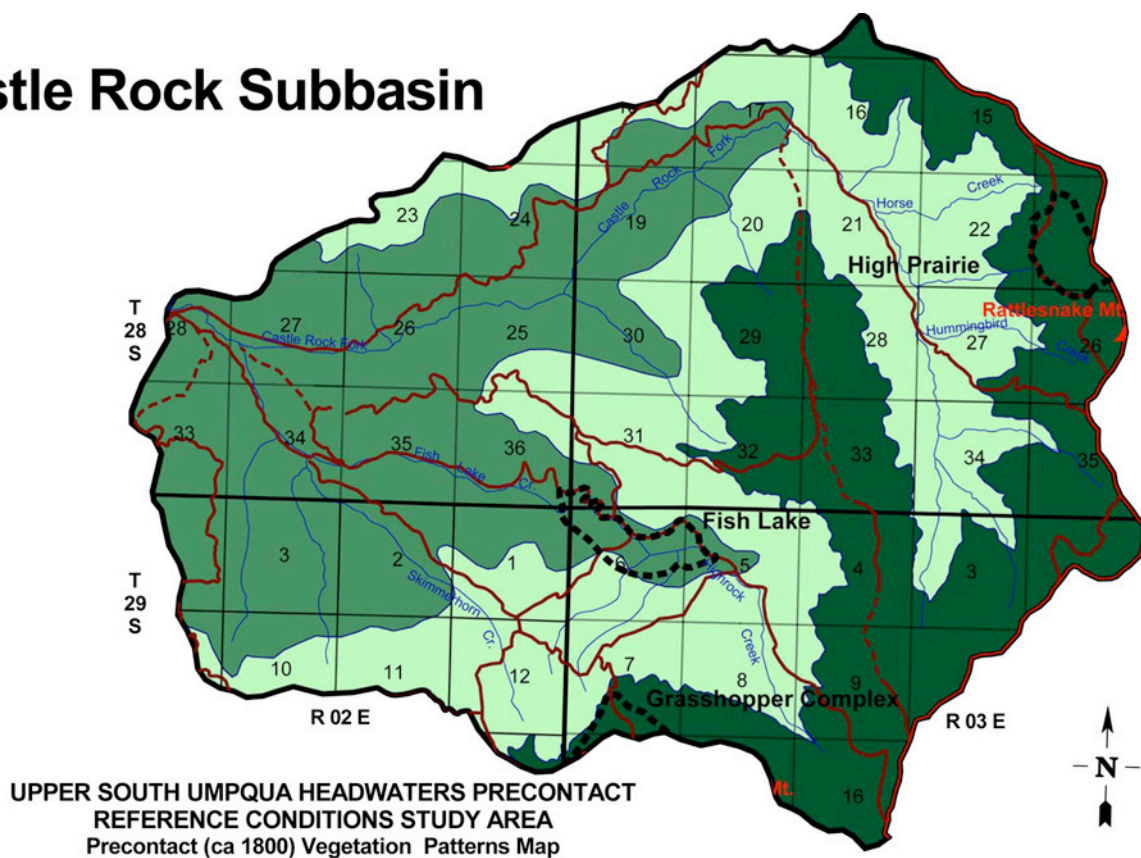 stle Rock Subbasin
16
17
15
16
Fork
Rock
Castle
23
24
19
20
21
22
Horse
Creek
High Prairie
T
28
S
28
27
26
25
30
29
28
27
26
Castle Rock Fork
Rattlesnake Mt.
Hummingbird
Creek
33
34
35
36
31
32
33
34
35
Fish Lake Cr.
Fish Lake
T
29
S
3
2
1
6
5
4
3
Highrock
Creek
Skimmerhorn
Cr.
10
11
12
7
8
9
Grasshopper Complex
R 02 E
R 03 E
Mt.
16
N
UPPER SOUTH UMPQUA HEADWATERS PRECONTACT
REFERENCE CONDITIONS STUDY AREA
Precontact (ca 1800) Vegetation Patterns Map